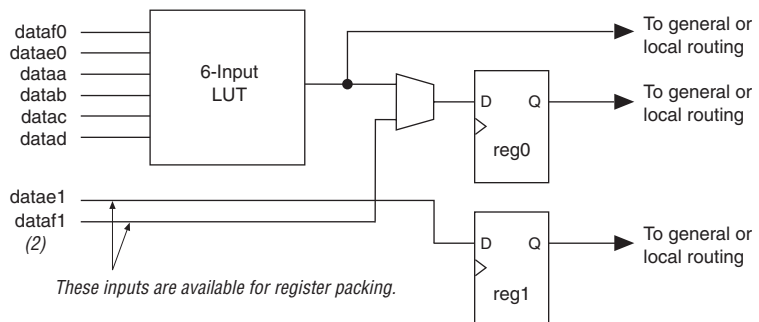 dataf0
datae0
dataa
datab
datac
datad
6-Input
LUT
To general or
local routing
D Q
reg0
To general or
local routing
datae1
dataf1
(2)
These inputs are available for register packing.
D Q
reg1
To general or
local routing